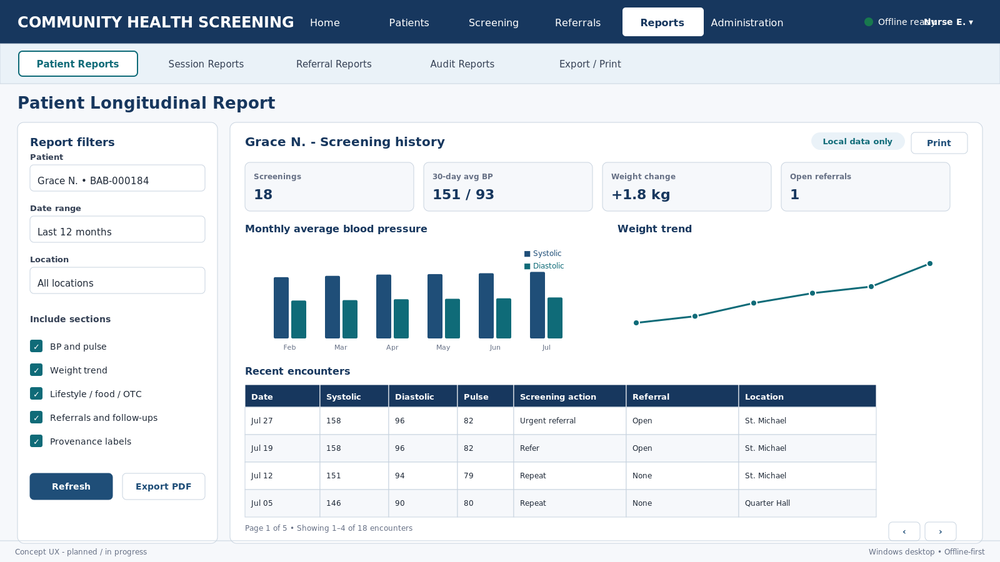 COMMUNITY HEALTH SCREENING Home Patients Screening Referrals Reports Administration Offline ready Nurse E. ▾
Patient Reports Session Reports Referral Reports Audit Reports Export / Print
Patient Longitudinal Report
Report filters
Patient
Grace N. • BAB-000184
Date range
Last 12 months
Location
All locations
Include sections
✓ BP and pulse
✓ Weight trend
✓ Lifestyle / food / OTC
✓ Referrals and follow-ups
✓ Provenance labels
Refresh Export PDF
Grace N. - Screening history Local data only Print
Screenings 30-day avg BP Weight change Open referrals
18 151 / 93 +1.8 kg 1
Monthly average blood pressure Weight trend
■ Systolic
■ Diastolic
Feb Mar Apr May Jun Jul
Recent encounters
Date Systolic Diastolic Pulse Screening action Referral Location
Jul 27 158 96 82 Urgent referral Open St. Michael
Jul 19 158 96 82 Refer Open St. Michael
Jul 12 151 94 79 Repeat None St. Michael
Jul 05 146 90 80 Repeat None Quarter Hall
Page 1 of 5 • Showing 1–4 of 18 encounters ‹ ›
Concept UX - planned / in progress Windows desktop • Offline-first